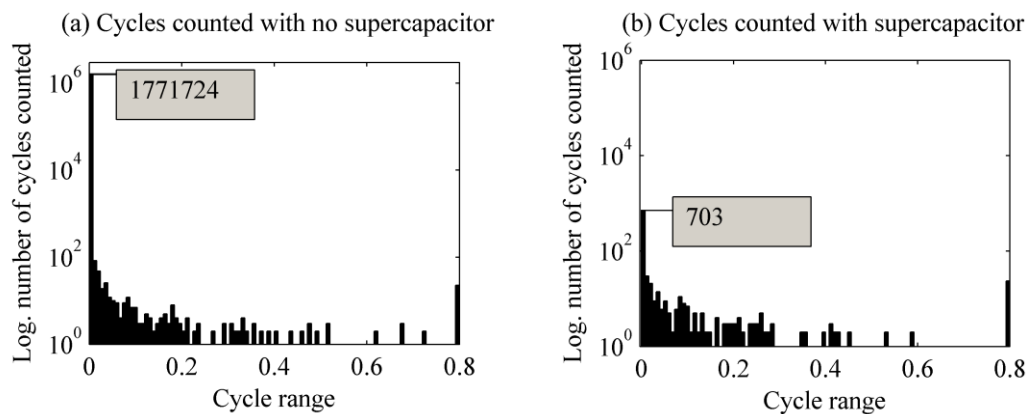 (a) Cycles counted with no supercapacitor
Log. number of cycles counted
10^6
10^4
10^2
10^0
1771724
0 0.2 0.4 0.6 0.8
Cycle range
(b) Cycles counted with supercapacitor
Log. number of cycles counted
10^6
10^4
10^2
10^0
703
0 0.2 0.4 0.6 0.8
Cycle range